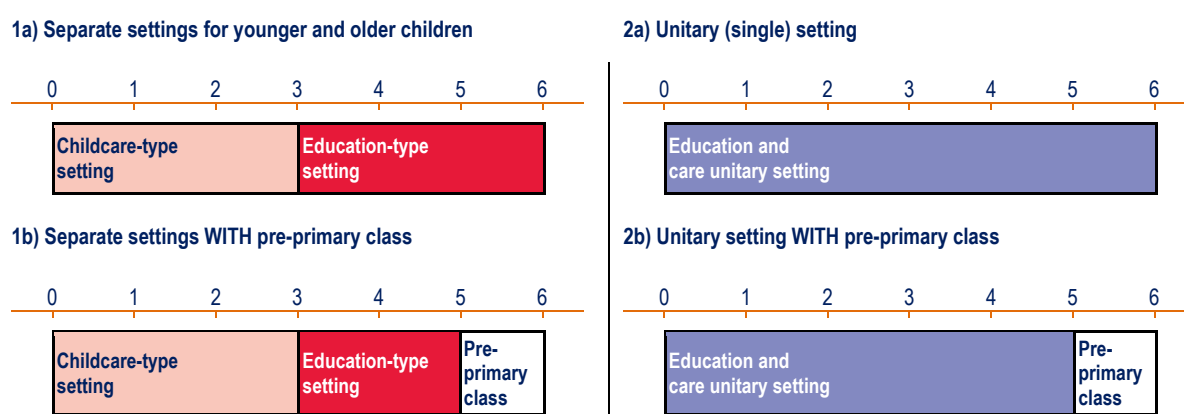 1a) Separate settings for younger and older children
0 1 2 3 4 5 6
Childcare-type
setting
Education-type
setting
1b) Separate settings WITH pre-primary class
0 1 2 3 4 5 6
Childcare-type
setting
Education-type
setting
Pre-
primary
class
2a) Unitary (single) setting
0 1 2 3 4 5 6
Education and
care unitary setting
2b) Unitary setting WITH pre-primary class
0 1 2 3 4 5 6
Education and
care unitary setting
Pre-
primary
class